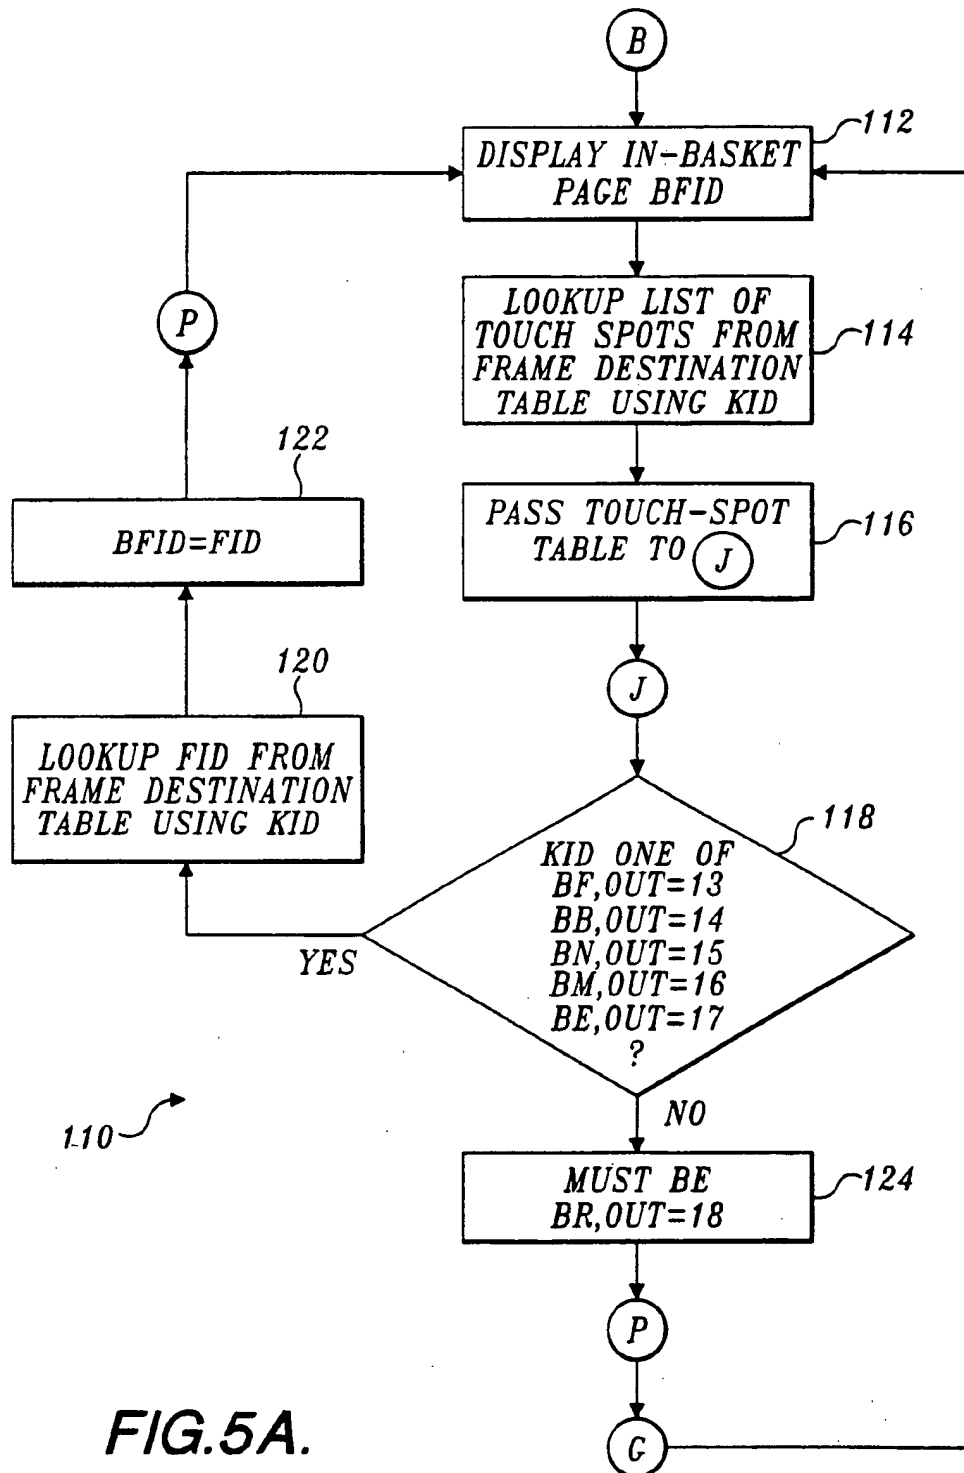 B
112
DISPLAY IN-BASKET
PAGE BFID
LOOKUP LIST OF
TOUCH SPOTS FROM
FRAME DESTINATION
TABLE USING KID
114
P
122
BFID=FID
PASS TOUCH-SPOT
TABLE TO J
116
J
120
LOOKUP FID FROM
FRAME DESTINATION
TABLE USING KID
118
KID ONE OF
BF,OUT=13
BB,OUT=14
BN,OUT=15
BM,OUT=16
BE,OUT=17
?
YES
NO
110
MUST BE
BR,OUT=18
124
P
G
FIG.5A.